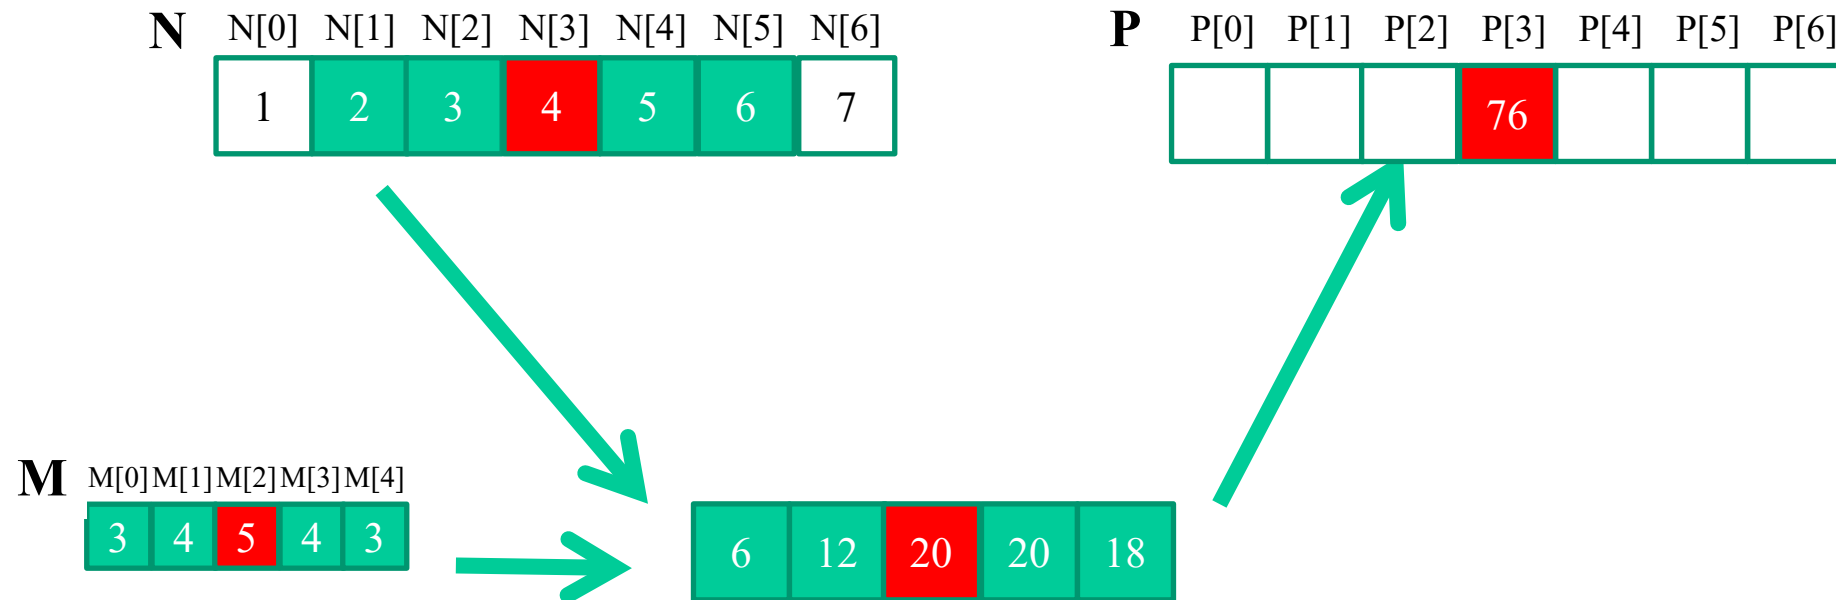 N N[0] N[1] N[2] N[3] N[4] N[5] N[6]
1 2 3 4 5 6 7
P P[0] P[1] P[2] P[3] P[4] P[5] P[6]
76
M M[0] M[1] M[2] M[3] M[4]
3 4 5 4 3
6 12 20 20 18